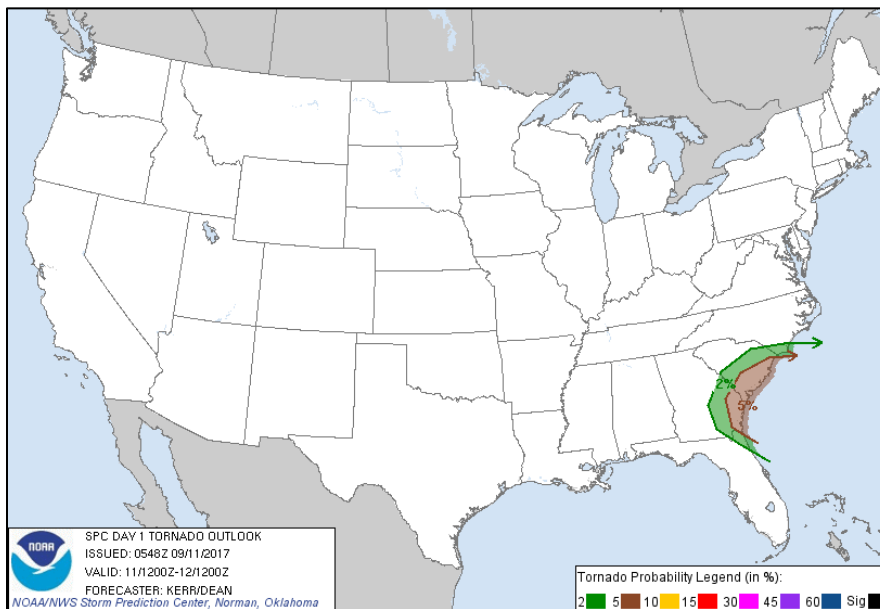 2%
5%
SPC DAY 1 TORNADO OUTLOOK
ISSUED: 0548Z 09/11/2017
VALID: 11/1200Z-12/1200Z
FORECASTER: KERR/DEAN
NOAA/NWS Storm Prediction Center, Norman, Oklahoma
NOAA
Tornado Probability Legend (in %):
2 5 10 15 30 45 60 Sig